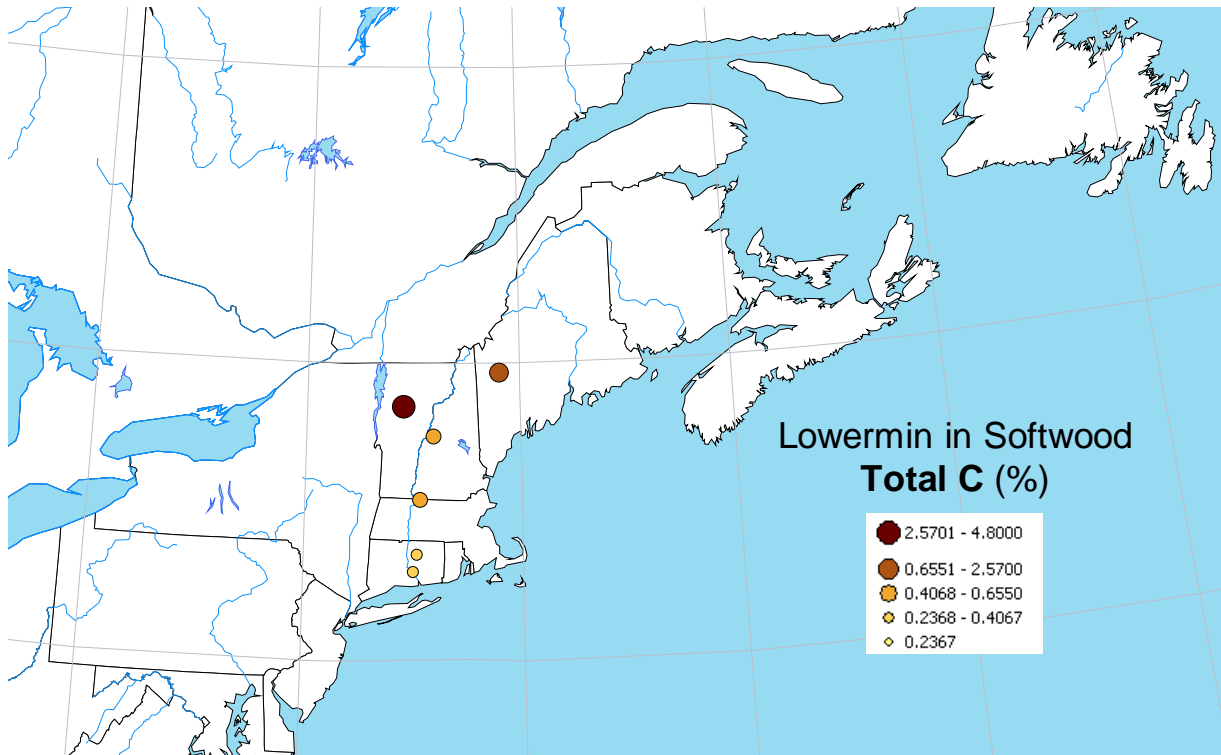 Lowermin in Softwood
Total C (%)
2.5701 - 4.8000
0.6551 - 2.5700
0.4068 - 0.6550
0.2368 - 0.4067
0.2367